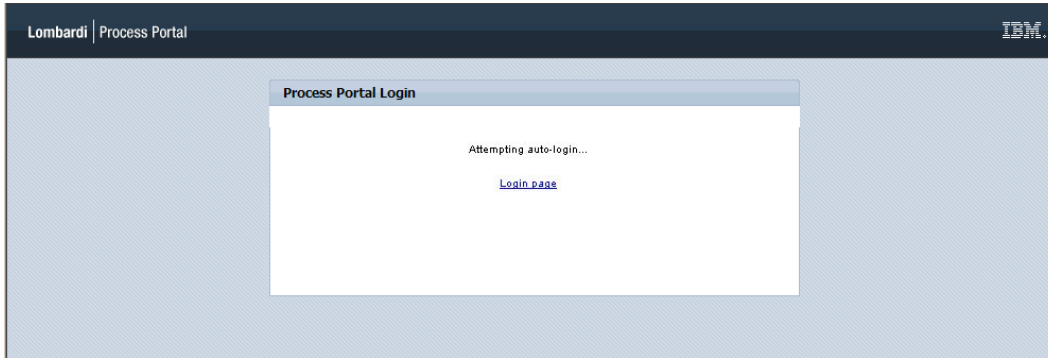 Lombardi | Process Portal
IBM.
Process Portal Login
Attempting auto-login...
Login page